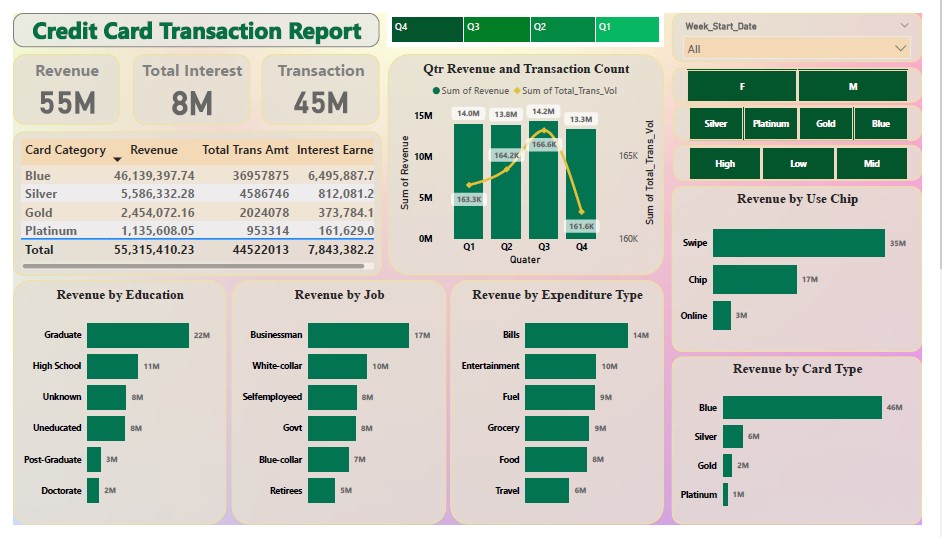 Credit Card Transaction Report
Q4 Q3 Q2 Q1
Week_Start_Date
All
F M
Silver Platinum Gold Blue
High Low Mid
Revenue
55M
Total Interest
8M
Transaction
45M
Card Category Revenue Total Trans Amt Interest Earne
Blue 46,139,397.74 36957875 6,495,887.7
Silver 5,586,332.28 4586746 812,081.2
Gold 2,454,072.16 2024078 373,784.1
Platinum 1,135,608.05 953314 161,629.0
Total 55,315,410.23 44522013 7,843,382.2
Qtr Revenue and Transaction Count
Sum of Revenue Sum of Total_Trans_Vol
Sum of Revenue
15M
10M
5M
0M
14.0M 13.8M 14.2M 13.3M
163.3K 164.2K 166.6K 161.6K
165K
160K
Sum of Total_Trans_Vol
Q1 Q2 Q3 Q4
Quater
Revenue by Use Chip
Swipe 35M
Chip 17M
Online 3M
Revenue by Education
Graduate 22M
High School 11M
Unknown 8M
Uneducated 8M
Post-Graduate 3M
Doctorate 2M
Revenue by Job
Businessman 17M
White-collar 10M
Selfemployeed 8M
Govt 8M
Blue-collar 7M
Retirees 5M
Revenue by Expenditure Type
Bills 14M
Entertainment 10M
Fuel 9M
Grocery 9M
Food 8M
Travel 6M
Revenue by Card Type
Blue 46M
Silver 6M
Gold 2M
Platinum 1M